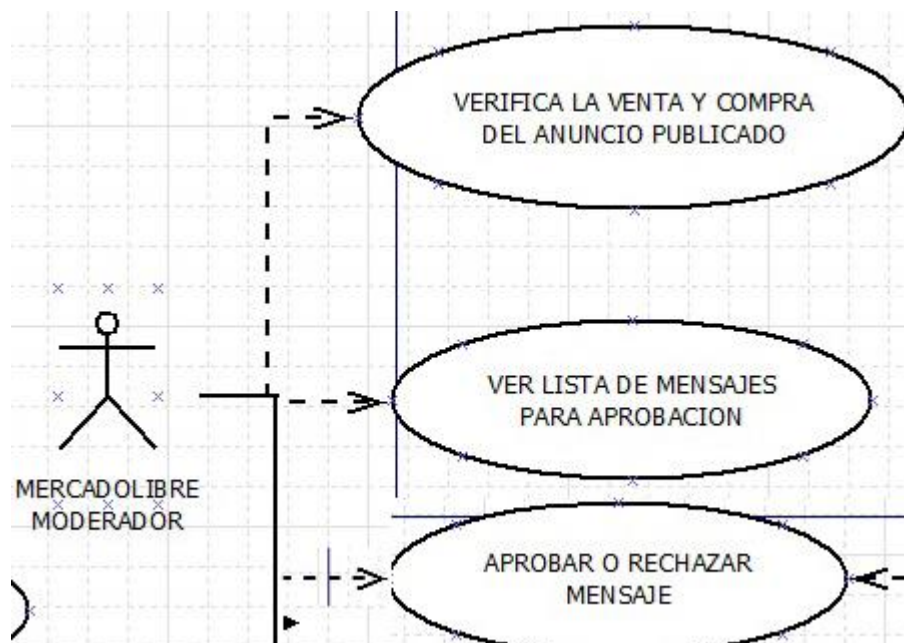 VERIFICA LA VENTA Y COMPRA
DEL ANUNCIO PUBLICADO
VER LISTA DE MENSAJES
PARA APROBACION
MERCADOLIBRE
MODERADOR
APROBAR O RECHAZAR
MENSAJE